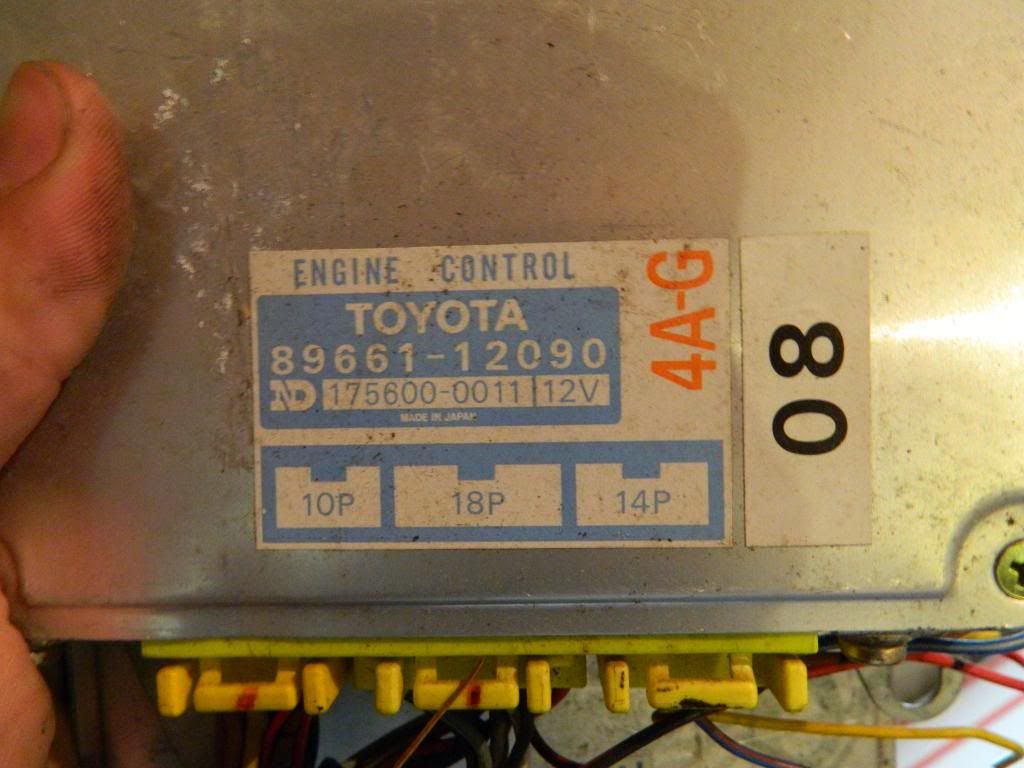 ENGINE CONTROL
TOYOTA
89661-12090
ND 175600-0011 12V
MADE IN JAPAN
4A-G
10P 18P 14P
08